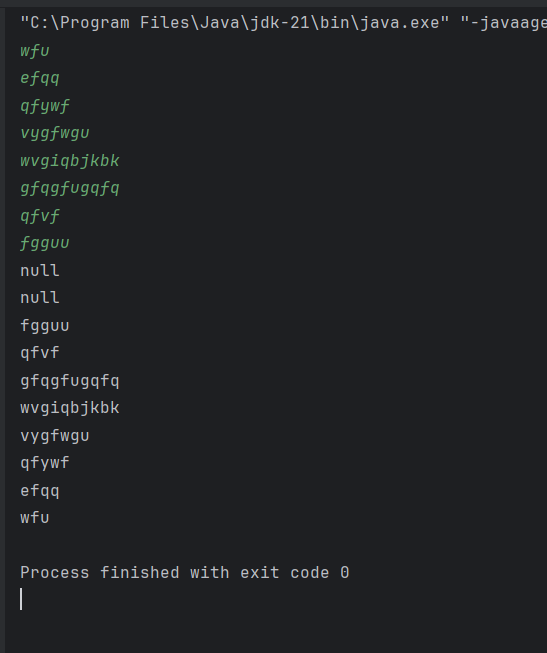 "C:\Program Files\Java\jdk-21\bin\java.exe" "-javaage
wfu
efqq
qfywf
vygfwgu
wvgiqbjkbk
gfqgfugqfq
qfvf
fgguu
null
null
fgguu
qfvf
gfqgfugqfq
wvgiqbjkbk
vygfwgu
qfywf
efqq
wfu
Process finished with exit code 0